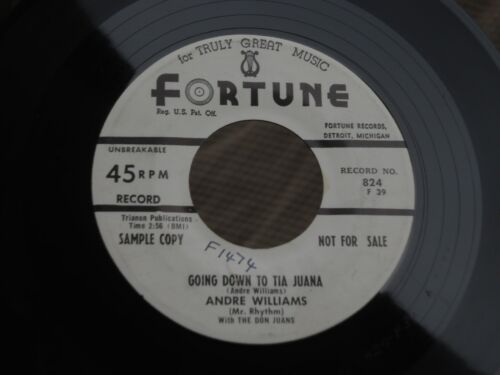 for TRULY GREAT MUSIC
FORTUNE
Reg. U.S. Pat. Off.
FORTUNE RECORDS,
DETROIT, MICHIGAN
UNBREAKABLE
45 RPM
RECORD
RECORD NO.
824
F 29
Trianon Publications
Time 2:56 (BMI)
SAMPLE COPY
NOT FOR SALE
F1474
GOING DOWN TO TIA JUANA
(Andre Williams)
ANDRE WILLIAMS
(Mr. Rhythm)
With THE DON JUANS